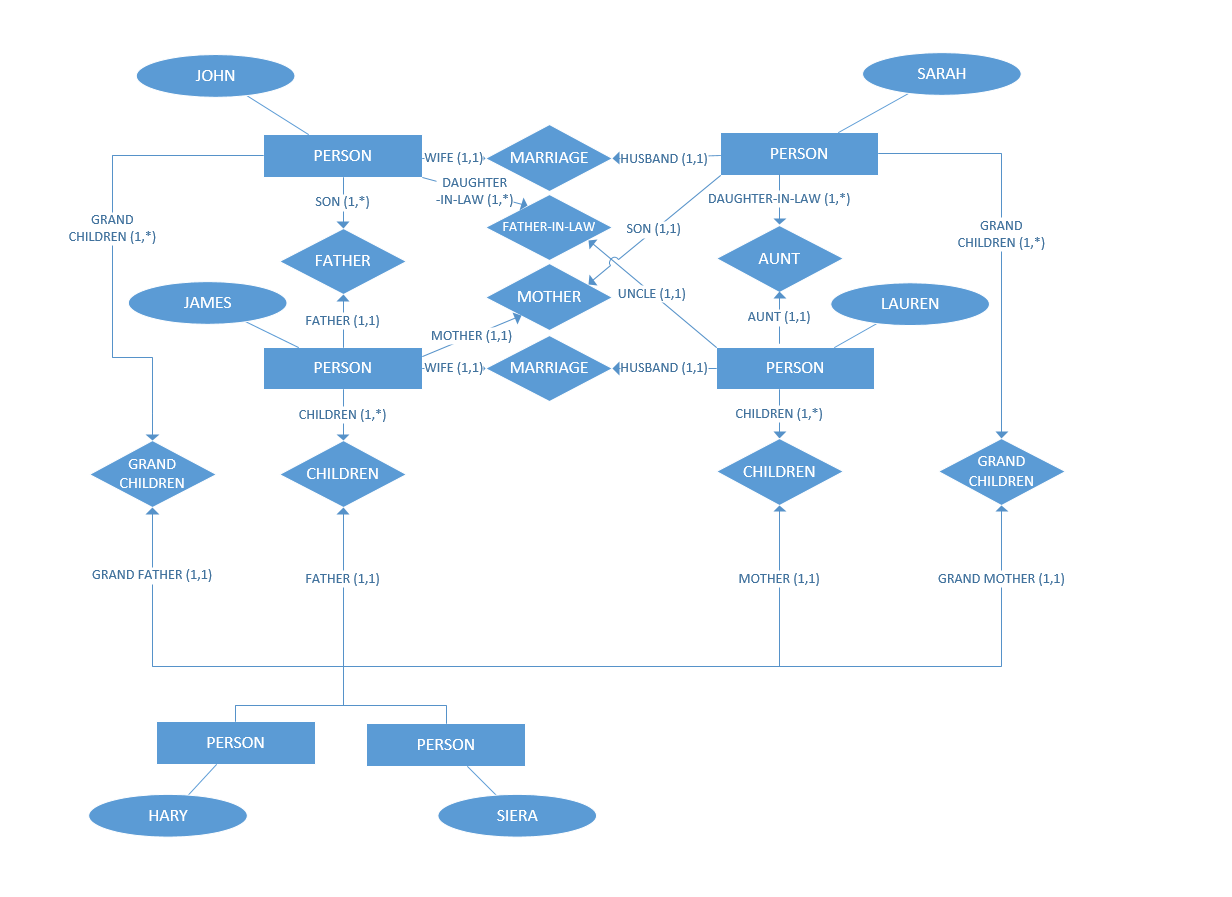 JOHN
SARAH
PERSON
WIFE (1,1)
MARRIAGE
HUSBAND (1,1)
PERSON
DAUGHTER
-IN-LAW (1,*)
SON (1,*)
DAUGHTER-IN-LAW (1,*)
GRAND
CHILDREN (1,*)
FATHER-IN-LAW
SON (1,1)
GRAND
CHILDREN (1,*)
FATHER
AUNT
JAMES
MOTHER
UNCLE (1,1)
LAUREN
FATHER (1,1)
AUNT (1,1)
MOTHER (1,1)
PERSON
WIFE (1,1)
MARRIAGE
HUSBAND (1,1)
PERSON
CHILDREN (1,*)
CHILDREN (1,*)
GRAND
CHILDREN
CHILDREN
CHILDREN
GRAND
CHILDREN
GRAND FATHER (1,1)
FATHER (1,1)
MOTHER (1,1)
GRAND MOTHER (1,1)
PERSON
PERSON
HARY
SIERA